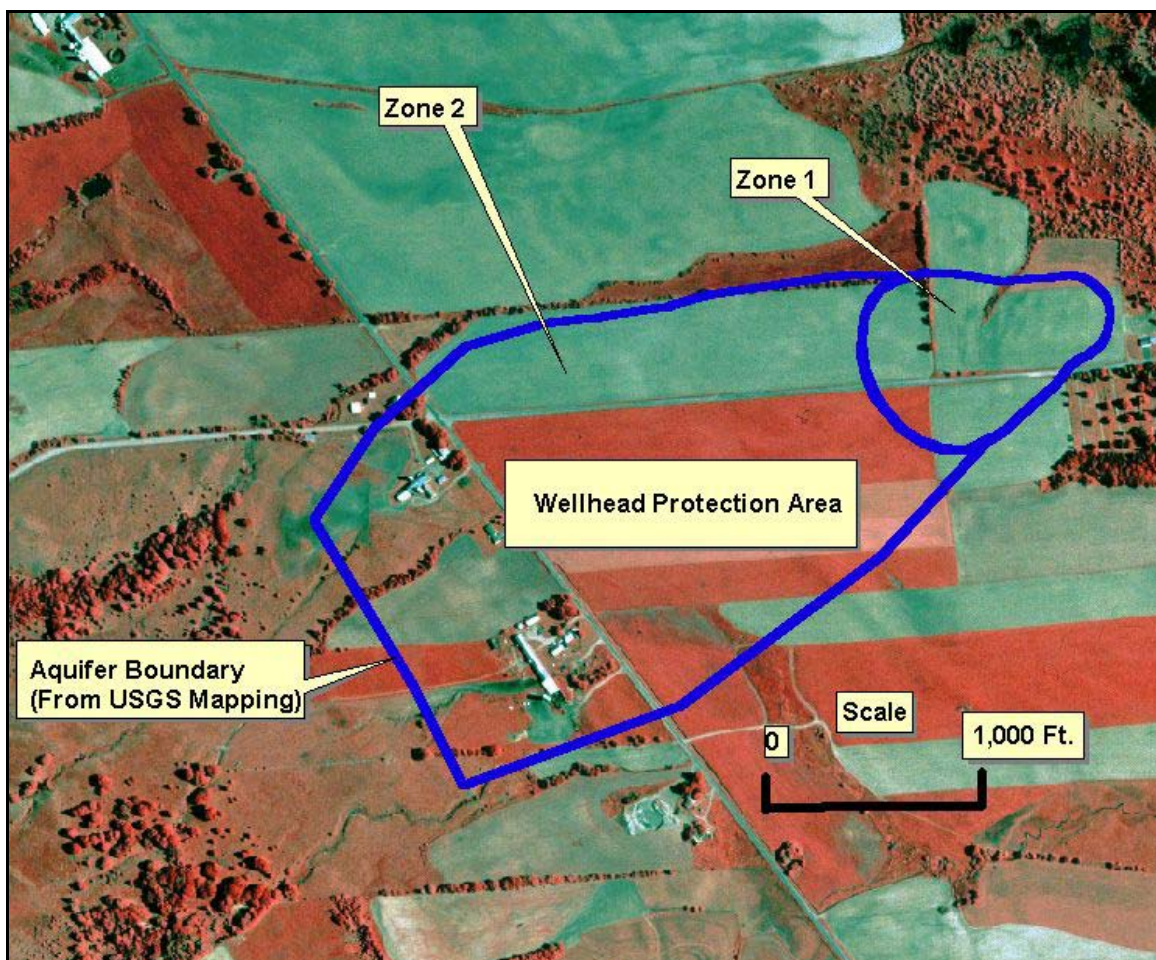 Zone 2
Zone 1
Wellhead Protection Area
Aquifer Boundary
(From USGS Mapping)
Scale
0
1,000 Ft.